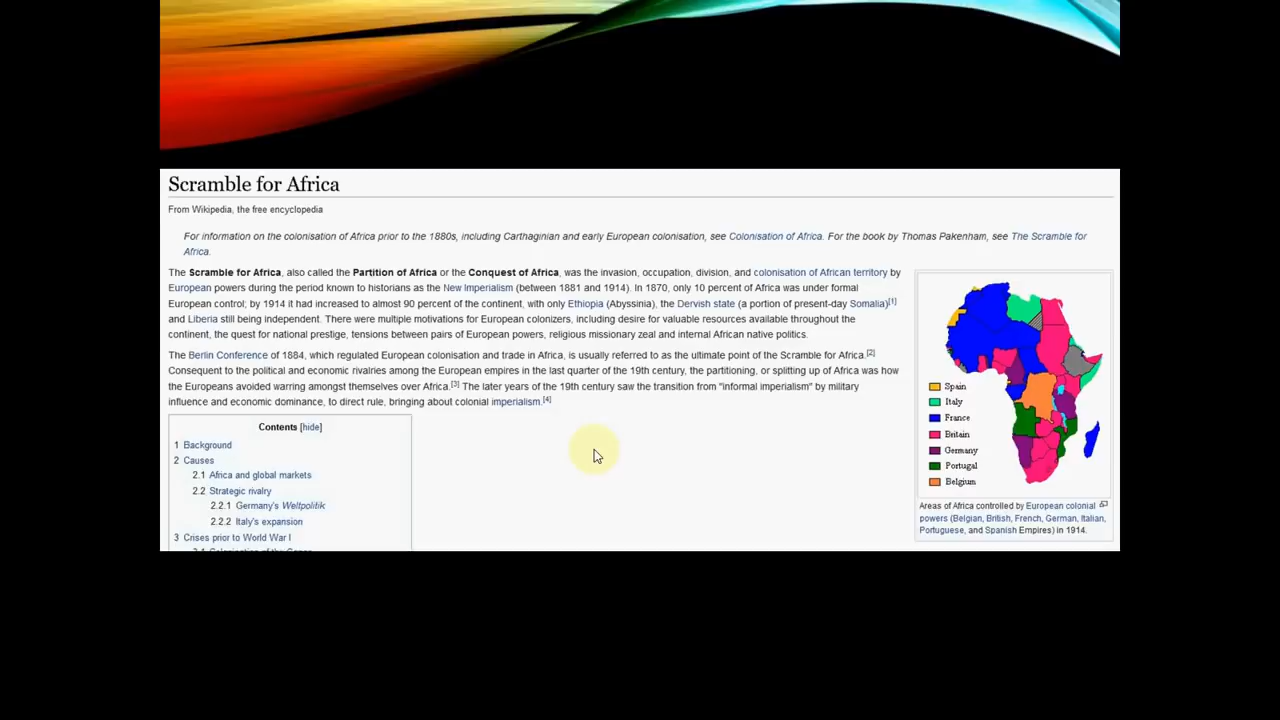 Scramble for Africa
From Wikipedia, the free encyclopedia
For information on the colonisation of Africa prior to the 1880s, including Carthaginian and early European colonisation, see Colonisation of Africa. For the book by Thomas Pakenham, see The Scramble for
Africa.
The Scramble for Africa, also called the Partition of Africa or the Conquest of Africa, was the invasion, occupation, division, and colonisation of African territory by
European powers during the period known to historians as the New Imperialism (between 1881 and 1914). In 1870, only 10 percent of Africa was under formal
European control; by 1914 it had increased to almost 90 percent of the continent, with only Ethiopia (Abyssinia), the Dervish state (a portion of present-day Somalia)[1]
and Liberia still being independent. There were multiple motivations for European colonizers, including desire for valuable resources available throughout the
continent, the quest for national prestige, tensions between pairs of European powers, religious missionary zeal and internal African native politics.
The Berlin Conference of 1884, which regulated European colonisation and trade in Africa, is usually referred to as the ultimate point of the Scramble for Africa.[2]
Consequent to the political and economic rivalries among the European empires in the last quarter of the 19th century, the partitioning, or splitting up of Africa was how
the Europeans avoided warring amongst themselves over Africa.[3] The later years of the 19th century saw the transition from "informal imperialism" by military
influence and economic dominance, to direct rule, bringing about colonial imperialism.[4]
Contents [hide]
1 Background
2 Causes
2.1 Africa and global markets
2.2 Strategic rivalry
2.2.1 Germany's Weltpolitik
2.2.2 Italy's expansion
3 Crises prior to World War I
Spain
Italy
France
Britain
Germany
Portugal
Belgium
Areas of Africa controlled by European colonial
powers (Belgian, British, French, German, Italian,
Portuguese, and Spanish Empires) in 1914.